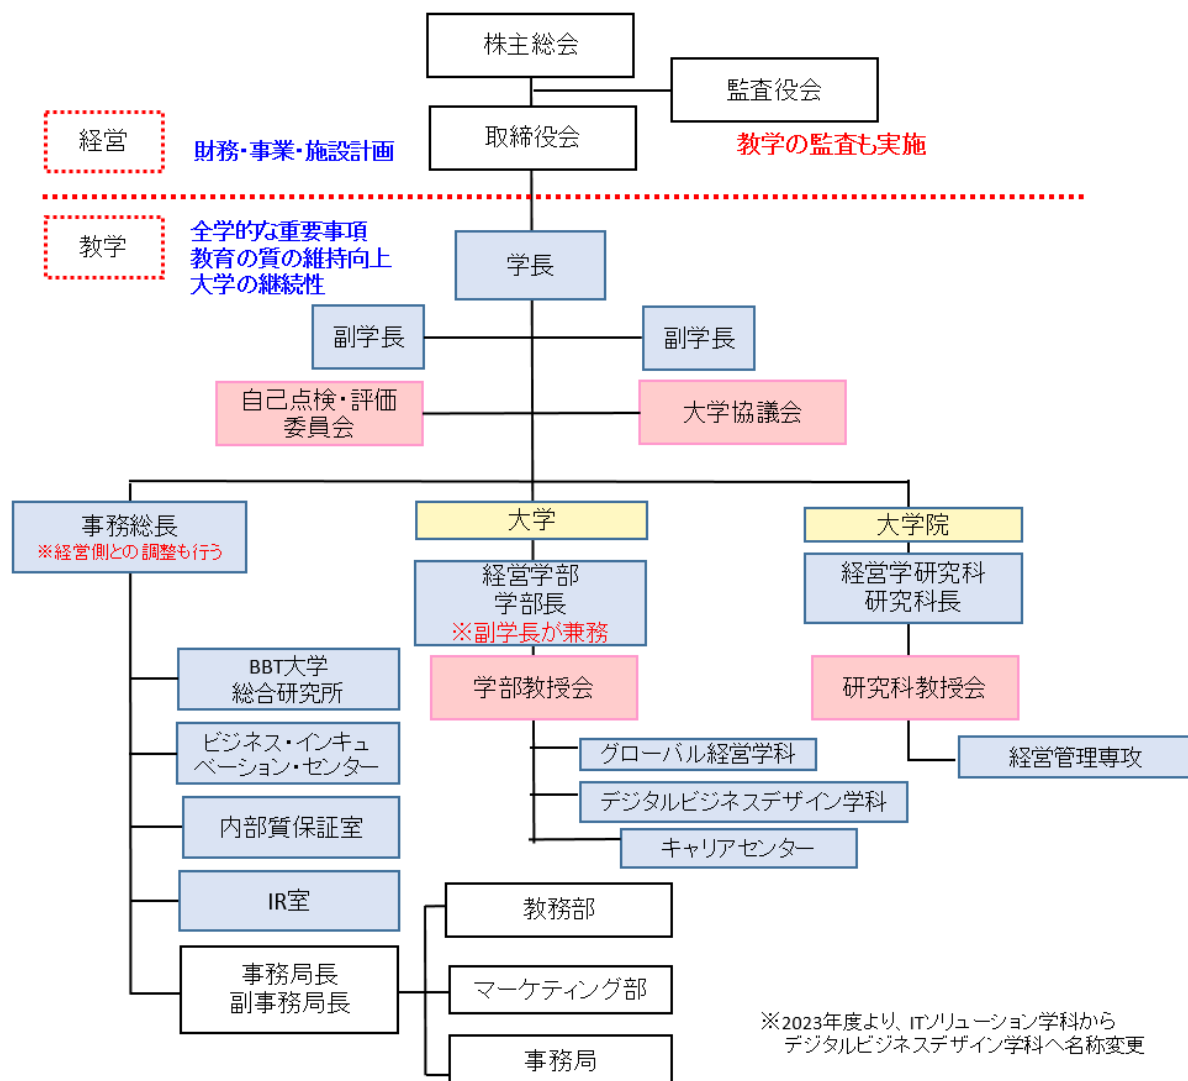 株主総会
監査役会
取締役会
経営
財務・事業・施設計画
教学の監査も実施
教学
全学的な重要事項
教育の質の維持向上
大学の継続性
学長
副学長
副学長
自己点検・評価
委員会
大学協議会
事務総長
※経営側との調整も行う
大学
大学院
経営学部
学部長
※副学長が兼務
経営学研究科
研究科長
BBT大学
総合研究所
学部教授会
研究科教授会
ビジネス・インキュ
ベーション・センター
グローバル経営学科
経営管理専攻
デジタルビジネスデザイン学科
内部質保証室
キャリアセンター
IR室
教務部
事務局長
副事務局長
マーケティング部
事務局
※2023年度より、ITソリューション学科から
デジタルビジネスデザイン学科へ名称変更